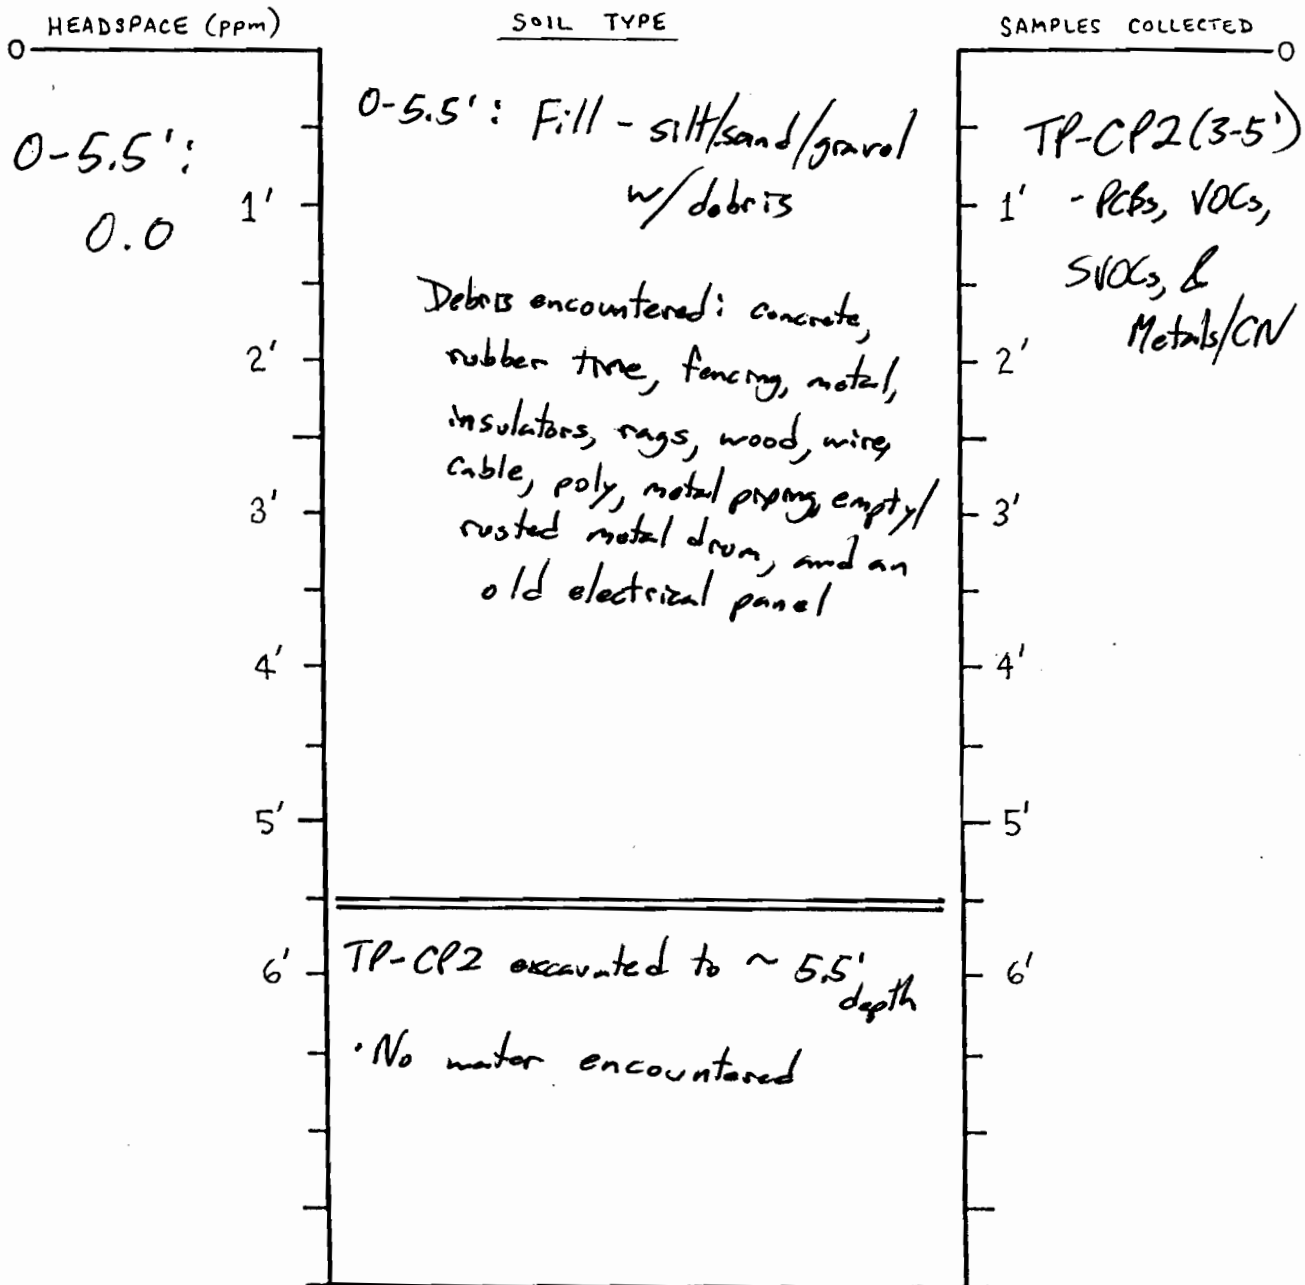 HEADSPACE (ppm)
SOIL TYPE
SAMPLES COLLECTED
0
0
0-5.5':
0.0
0-5.5': Fill - silt/sand/gravel
w/ debris
Debris encountered: concrete,
rubber tire, fencing, metal,
insulators, rags, wood, wire,
cable, poly, metal piping, empty/
rusted metal drum, and an
old electrical panel
TP-CP2 (3-5')
- PCBs, VOCs,
SVOCs, &
Metals/CN
1'
1'
2'
2'
3'
3'
4'
4'
5'
5'
6'
6'
TP-CP2 excavated to ~ 5.5'
depth
• No water encountered